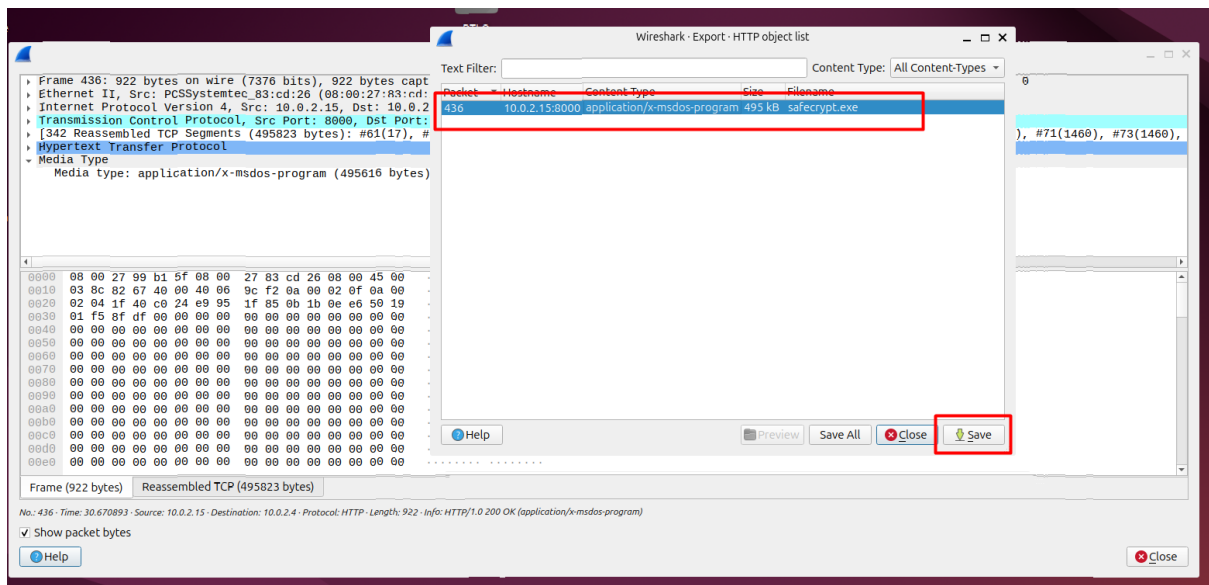 Wireshark · Export · HTTP object list
Text Filter:
Content Type: All Content-Types
Packet Hostname Content Type Size Filename
436 10.0.2.15:8000 application/x-msdos-program 495 kB safecrypt.exe
Help Preview Save All Close Save
Frame 436: 922 bytes on wire (7376 bits), 922 bytes capt 0
Ethernet II, Src: PCSSystemtec_83:cd:26 (08:00:27:83:cd:
Internet Protocol Version 4, Src: 10.0.2.15, Dst: 10.0.2
Transmission Control Protocol, Src Port: 8000, Dst Port:
[342 Reassembled TCP Segments (495823 bytes): #61(17), # ), #71(1460), #73(1460),
Hypertext Transfer Protocol
Media Type
Media type: application/x-msdos-program (495616 bytes)
0000 08 00 27 99 b1 5f 08 00 27 83 cd 26 08 00 45 00
0010 03 8c 82 67 40 00 40 06 9c f2 0a 00 02 0f 0a 00
0020 02 04 1f 40 c0 24 e9 95 1f 85 0b 1b 0e e6 50 19
0030 01 f5 8f df 00 00 00 00 00 00 00 00 00 00 00 00
0040 00 00 00 00 00 00 00 00 00 00 00 00 00 00 00 00
0050 00 00 00 00 00 00 00 00 00 00 00 00 00 00 00 00
0060 00 00 00 00 00 00 00 00 00 00 00 00 00 00 00 00
0070 00 00 00 00 00 00 00 00 00 00 00 00 00 00 00 00
0080 00 00 00 00 00 00 00 00 00 00 00 00 00 00 00 00
0090 00 00 00 00 00 00 00 00 00 00 00 00 00 00 00 00
00a0 00 00 00 00 00 00 00 00 00 00 00 00 00 00 00 00
00b0 00 00 00 00 00 00 00 00 00 00 00 00 00 00 00 00
00c0 00 00 00 00 00 00 00 00 00 00 00 00 00 00 00 00
00d0 00 00 00 00 00 00 00 00 00 00 00 00 00 00 00 00
00e0 00 00 00 00 00 00 00 00 00 00 00 00 00 00 00 00 ········ ········
Frame (922 bytes) Reassembled TCP (495823 bytes)
No.: 436 · Time: 30.670893 · Source: 10.0.2.15 · Destination: 10.0.2.4 · Protocol: HTTP · Length: 922 · Info: HTTP/1.0 200 OK (application/x-msdos-program)
Show packet bytes
Help Close